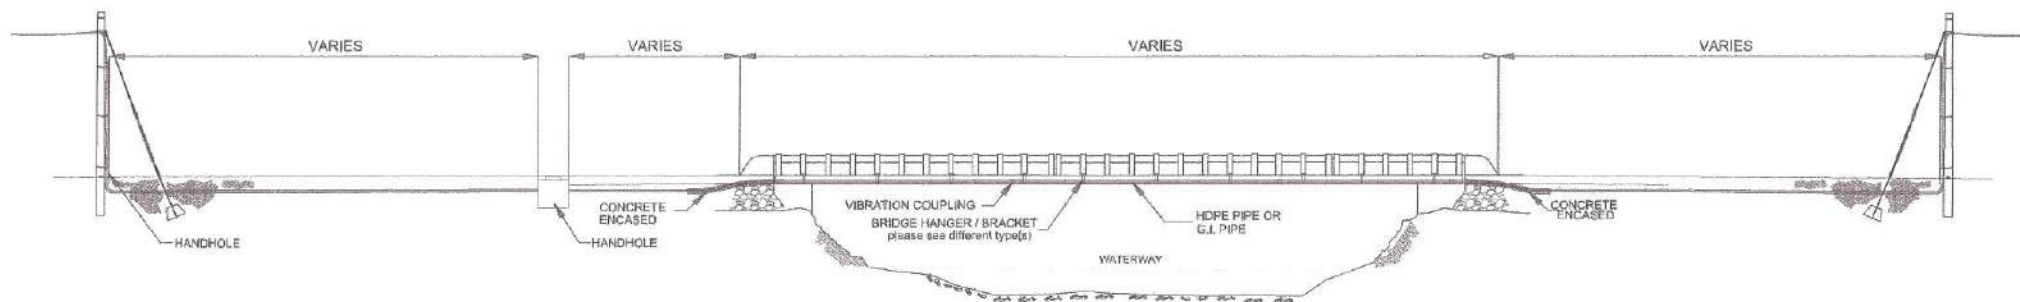 VARIES
VARIES
VARIES
VARIES
CONCRETE
ENCASED
VIBRATION COUPLING
BRIDGE HANGER / BRACKET
please see different type(s)
HDPE PIPE OR
G.I. PIPE
CONCRETE
ENCASED
HANDHOLE
HANDHOLE
WATERWAY